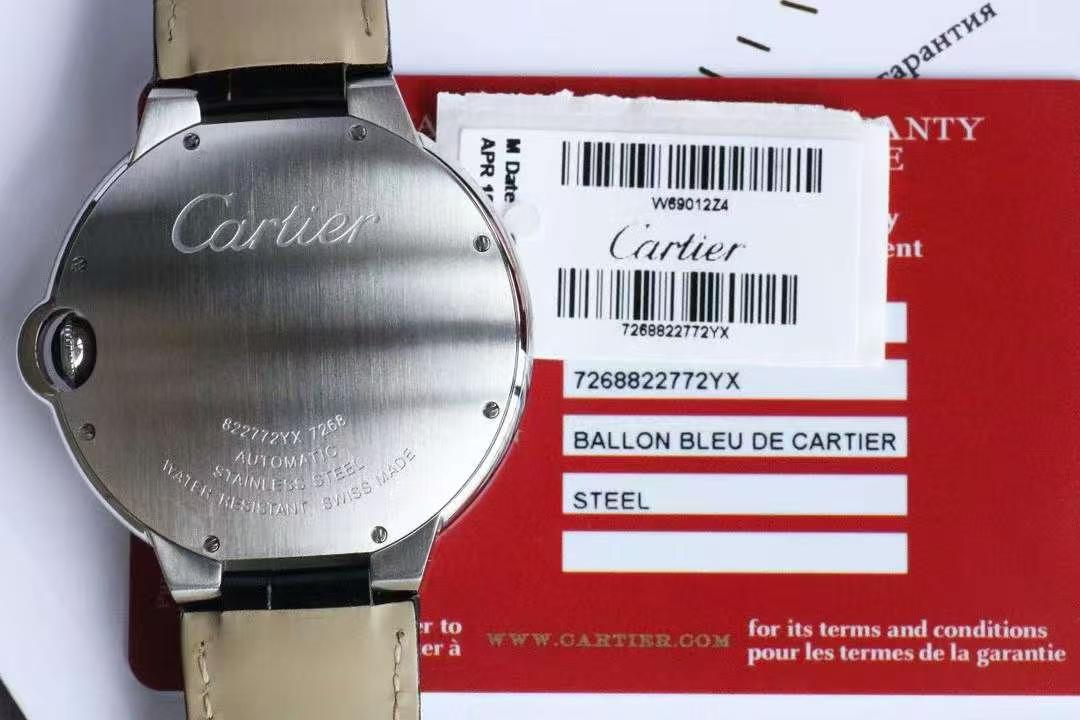 гарантия
ANTY
E
M Date
APR 1
W69012Z4
y
ent
Cartier
7268822772YX
7268822772YX
BALLON BLEU DE CARTIER
STEEL
er to
er à
WWW.CARTIER.COM
for its terms and conditions
pour les termes de la garantie
Cartier
822772YX 7268
AUTOMATIC
STAINLESS STEEL
WATER RESISTANT SWISS MADE